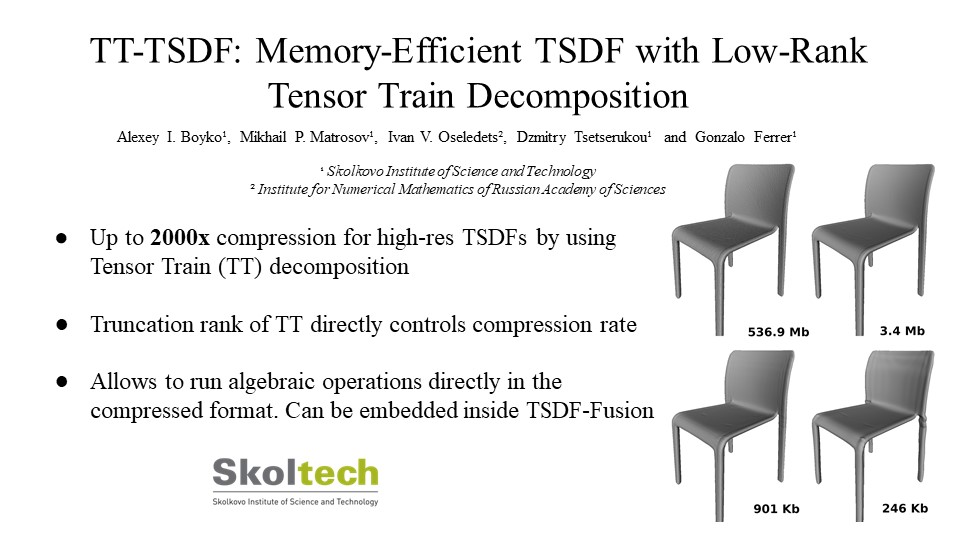 TT-TSDF: Memory-Efficient TSDF with Low-Rank
Tensor Train Decomposition
Alexey I. Boyko¹, Mikhail P. Matrosov¹, Ivan V. Oseledets², Dzmitry Tsetserukou¹ and Gonzalo Ferrer¹
¹ Skolkovo Institute of Science and Technology
² Institute for Numerical Mathematics of Russian Academy of Sciences
● Up to 2000x compression for high-res TSDFs by using
Tensor Train (TT) decomposition
● Truncation rank of TT directly controls compression rate
● Allows to run algebraic operations directly in the
compressed format. Can be embedded inside TSDF-Fusion
Skoltech
Skolkovo Institute of Science and Technology
536.9 Mb
3.4 Mb
901 Kb
246 Kb